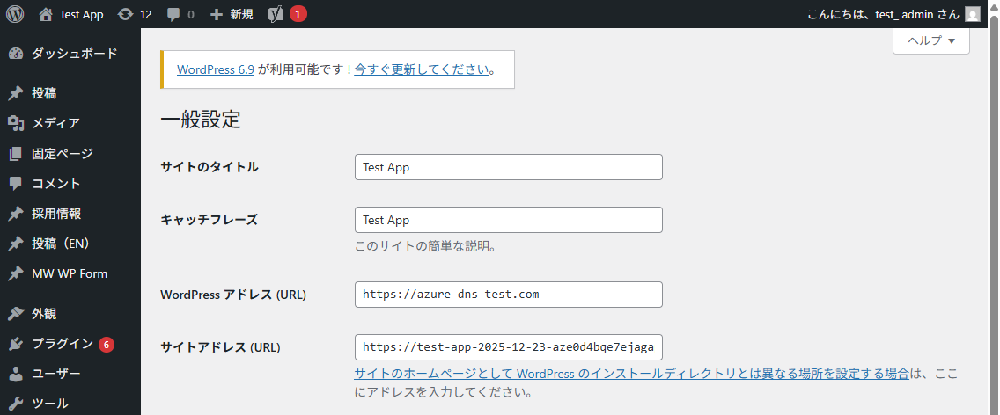 Test App 12 0 新規 1 こんにちは、test_ admin さん
ヘルプ ▼
ダッシュボード
投稿
メディア
固定ページ
コメント
採用情報
投稿（EN）
MW WP Form
外観
プラグイン 6
ユーザー
ツール
WordPress 6.9 が利用可能です ! 今すぐ更新してください。
一般設定
サイトのタイトル Test App
キャッチフレーズ Test App
このサイトの簡単な説明。
WordPress アドレス (URL) https://azure-dns-test.com
サイトアドレス (URL) https://test-app-2025-12-23-aze0d4bqe7ejaga
サイトのホームページとして WordPress のインストールディレクトリとは異なる場所を設定する場合は、ここ
にアドレスを入力してください。